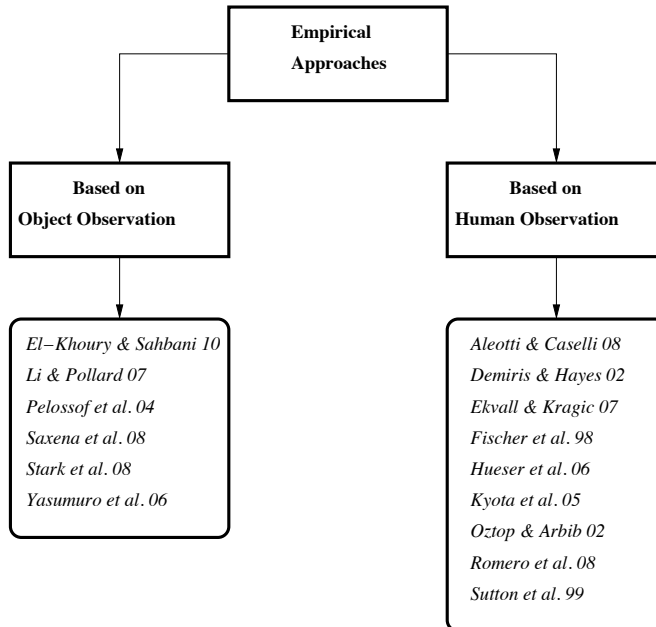 Empirical
Approaches
Based on
Object Observation
Based on
Human Observation
El−Khoury & Sahbani 10
Li & Pollard 07
Pelossof et al. 04
Saxena et al. 08
Stark et al. 08
Yasumuro et al. 06
Aleotti & Caselli 08
Demiris & Hayes 02
Ekvall & Kragic 07
Fischer et al. 98
Hueser et al. 06
Kyota et al. 05
Oztop & Arbib 02
Romero et al. 08
Sutton et al. 99